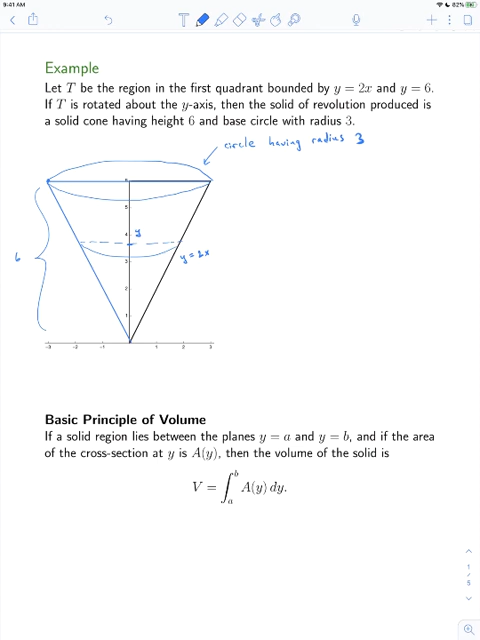 9:41 AM
82%
Example
Let T be the region in the first quadrant bounded by y = 2x and y = 6.
If T is rotated about the y-axis, then the solid of revolution produced is
a solid cone having height 6 and base circle with radius 3.
circle having radius 3
6
5
4
y
3
y = 2x
6
2
1
-3 -2 -1 1 2 3
Basic Principle of Volume
If a solid region lies between the planes y = a and y = b, and if the area
of the cross-section at y is A(y), then the volume of the solid is
V = ∫_a^b A(y) dy.
1
/
5